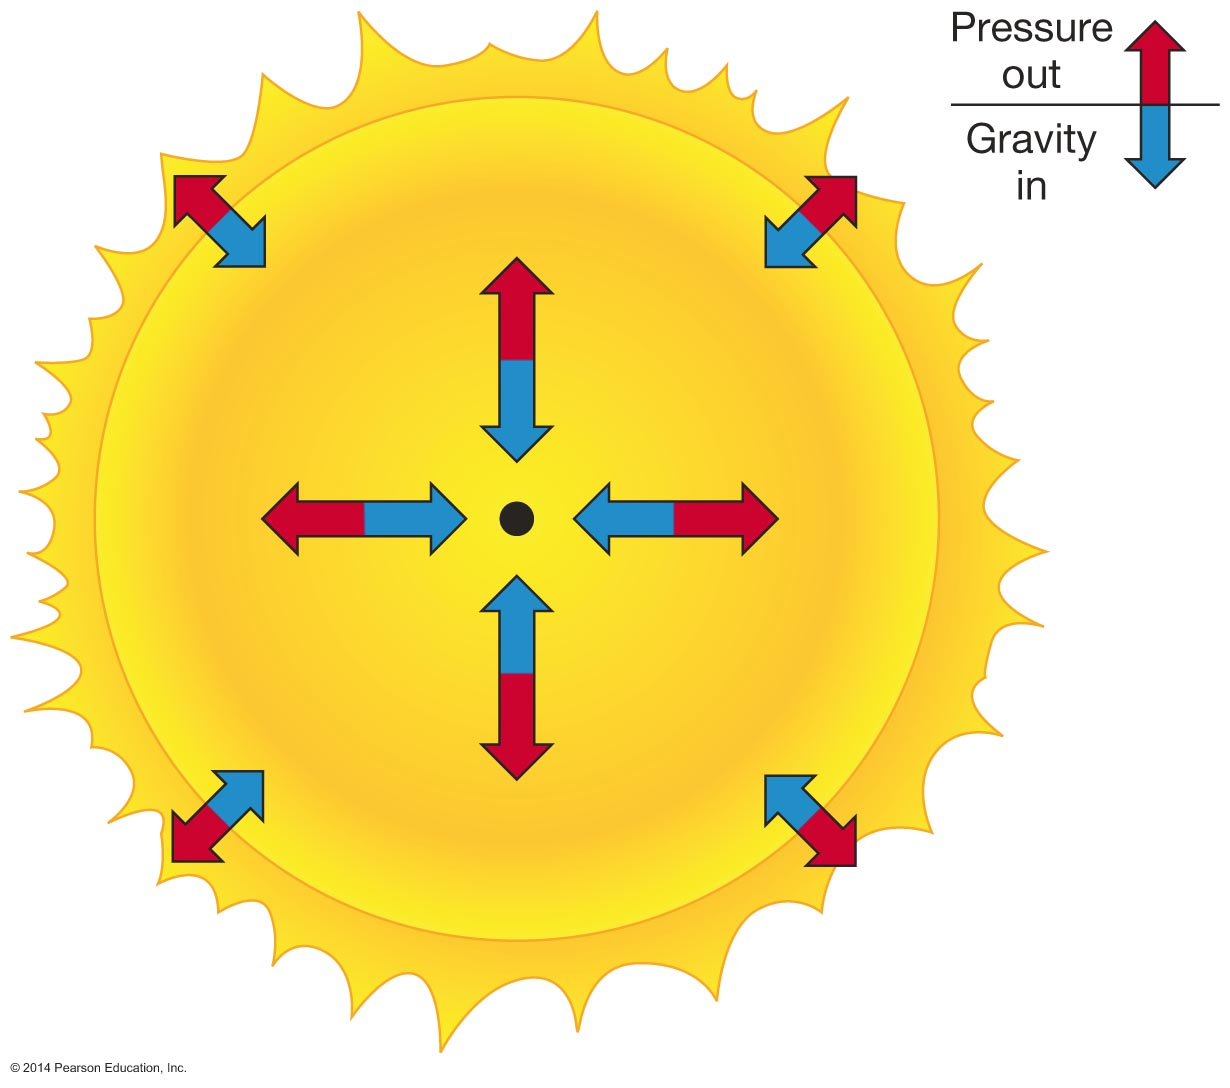 Pressure
out
Gravity
in
© 2014 Pearson Education, Inc.